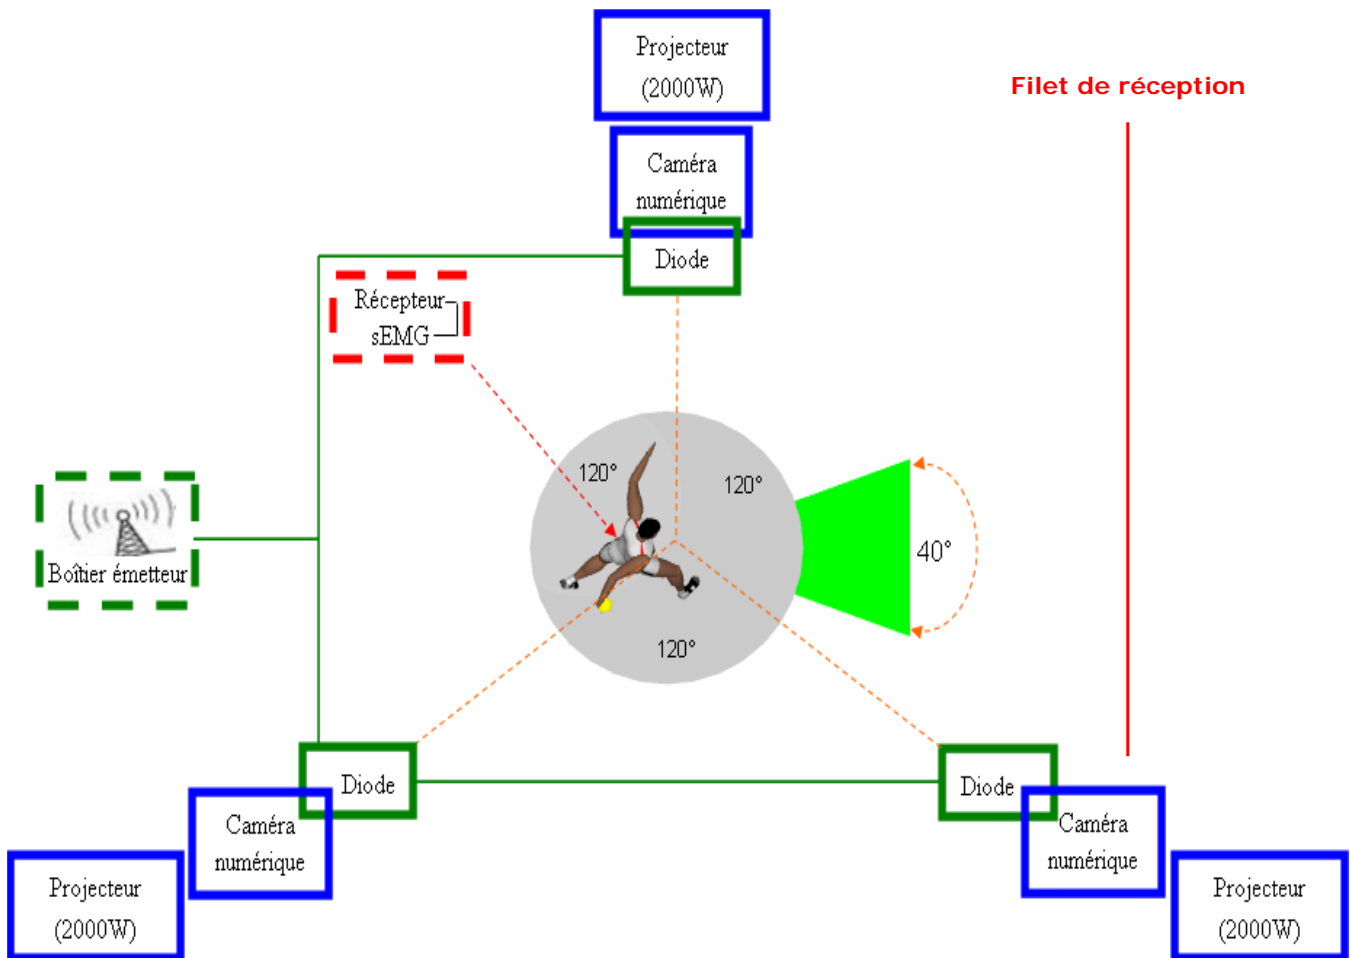 Projecteur
(2000W)
Filet de réception
Caméra
numérique
Diode
Récepteur
sEMG
120°
120°
40°
Boîtier émetteur
120°
Diode
Diode
Caméra
numérique
Caméra
numérique
Projecteur
(2000W)
Projecteur
(2000W)